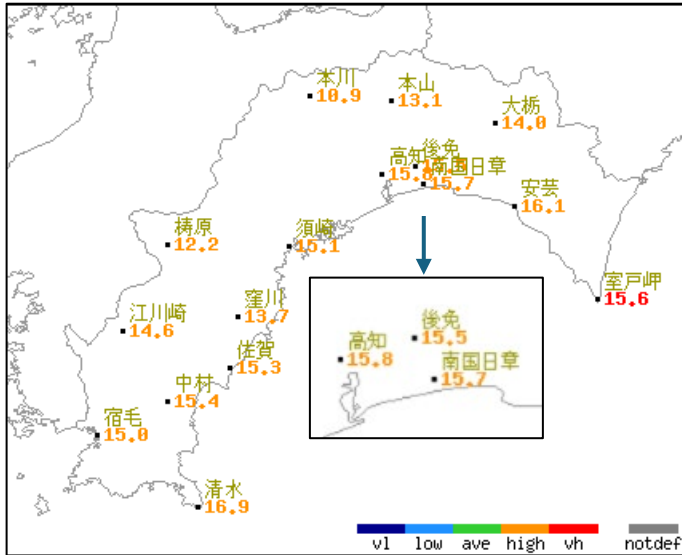 本川
10.9
本山
13.1
大栃
14.0
後免
高知
15.8
南国日章
15.7
安芸
16.1
梼原
12.2
須崎
15.1
室戸岬
15.6
江川崎
14.6
窪川
13.7
後免
15.5
高知
15.8
南国日章
15.7
佐賀
15.3
中村
15.4
宿毛
15.0
清水
16.9
vl low ave high vh notdef